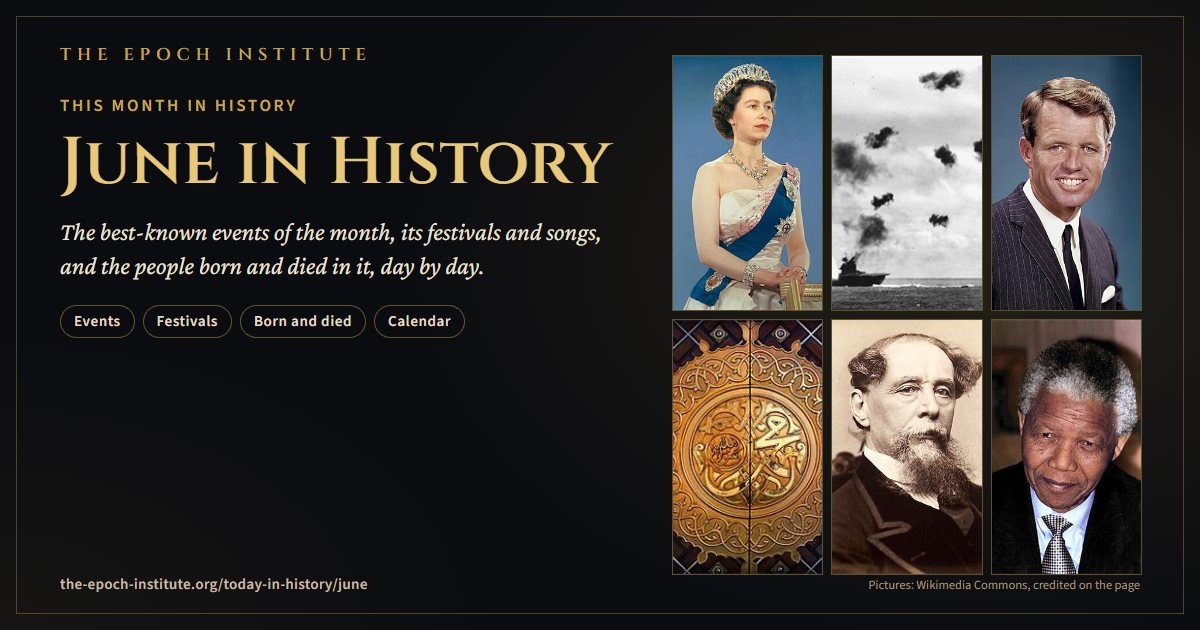 THE EPOCH INSTITUTE
THIS MONTH IN HISTORY
JUNE IN HISTORY
The best-known events of the month, its festivals and songs,
and the people born and died in it, day by day.
Events
Festivals
Born and died
Calendar
the-epoch-institute.org/today-in-history/june
Pictures: Wikimedia Commons, credited on the page